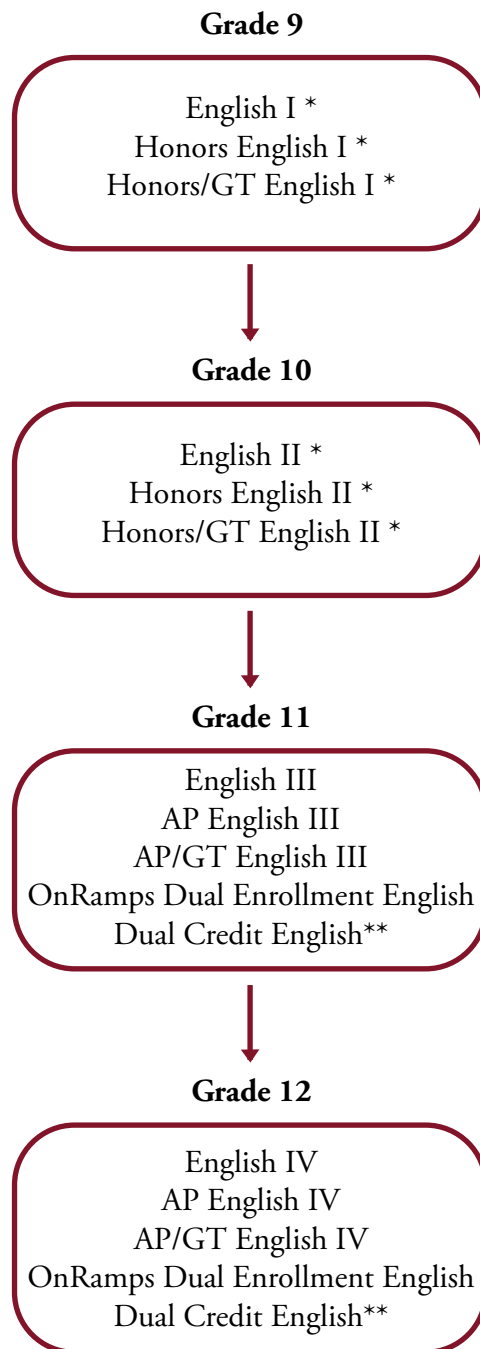 Grade 9
English I *
Honors English I *
Honors/GT English I *
Grade 10
English II *
Honors English II *
Honors/GT English II *
Grade 11
English III
AP English III
AP/GT English III
OnRamps Dual Enrollment English
Dual Credit English**
Grade 12
English IV
AP English IV
AP/GT English IV
OnRamps Dual Enrollment English
Dual Credit English**